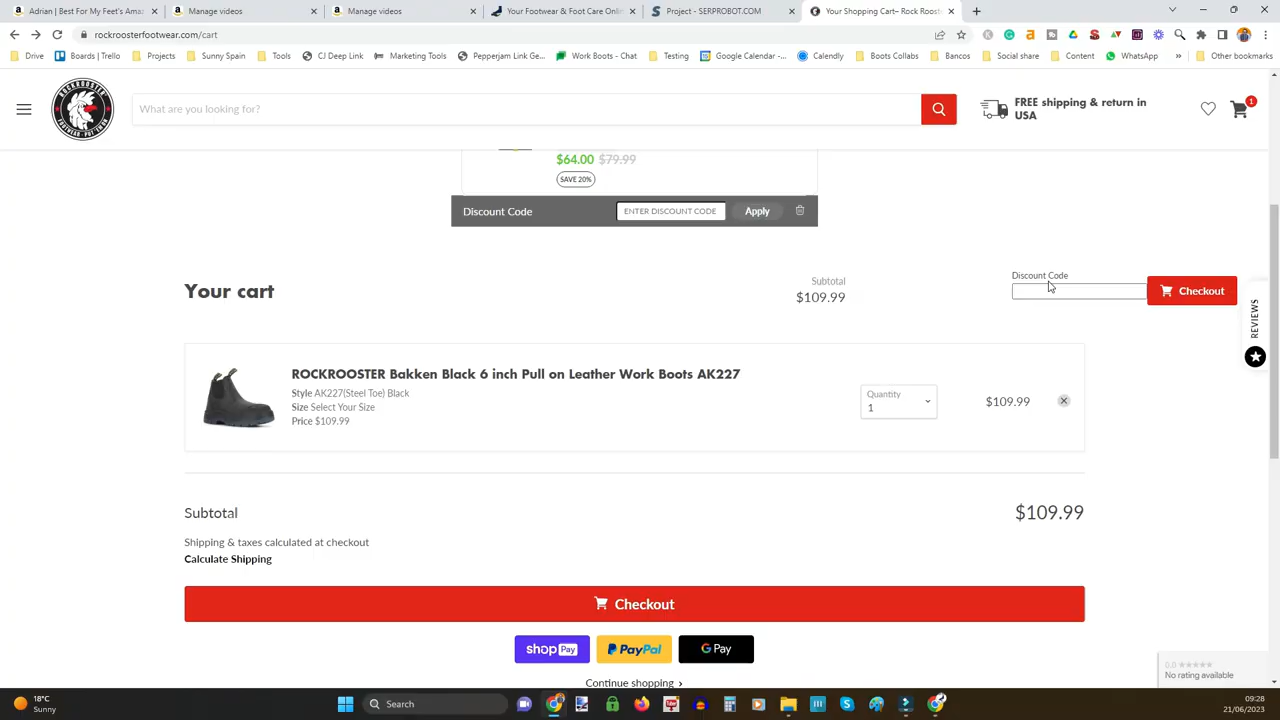 Adrian | Best For My Feet's Amaz
Manage videos
Manage videos
Your Footwear & Foot Care Onlin
Project - SERPROBOT.COM
Your Shopping Cart– Rock Rooste
rockroosterfootwear.com/cart
Drive
Boards | Trello
Projects
Sunny Spain
Tools
CJ Deep Link
Marketing Tools
Pepperjam Link Ge...
Work Boots - Chat
Testing
Google Calendar -...
Calendly
Boots Collabs
Bancos
Content
Social share
WhatsApp
»
Other bookmarks
ROCKROOSTER
What are you looking for?
FREE shipping & return in
USA
1
$64.00 $79.99
SAVE 20%
Discount Code
ENTER DISCOUNT CODE
Apply
Your cart
Subtotal
$109.99
Discount Code
Checkout
REVIEWS
ROCKROOSTER Bakken Black 6 inch Pull on Leather Work Boots AK227
Style AK227(Steel Toe) Black
Size Select Your Size
Price $109.99
Quantity
1
$109.99
Subtotal
$109.99
Shipping & taxes calculated at checkout
Calculate Shipping
Checkout
shop Pay
PayPal
G Pay
Continue shopping ›
0.0 ★★★★★
No rating available
18°C
Sunny
Search
09:28
21/06/2023